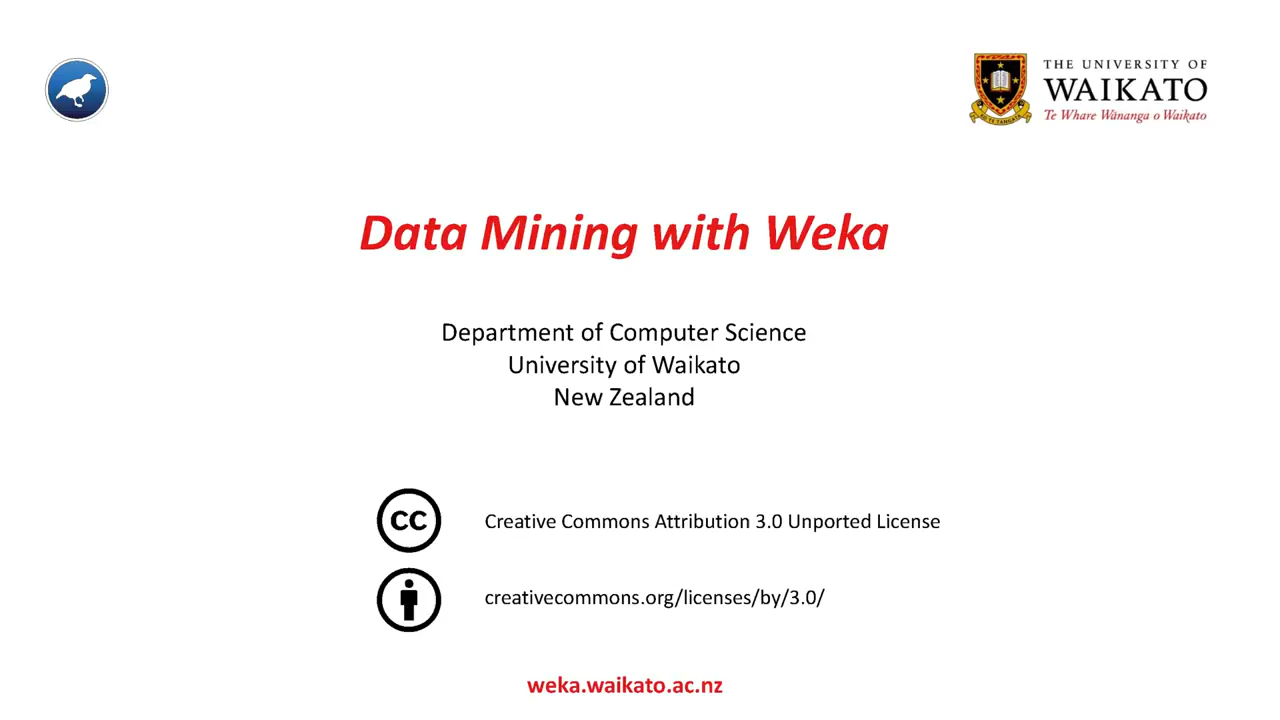 THE UNIVERSITY OF
WAIKATO
Te Whare Wānanga o Waikato
Data Mining with Weka
Department of Computer Science
University of Waikato
New Zealand
cc
Creative Commons Attribution 3.0 Unported License
creativecommons.org/licenses/by/3.0/
weka.waikato.ac.nz